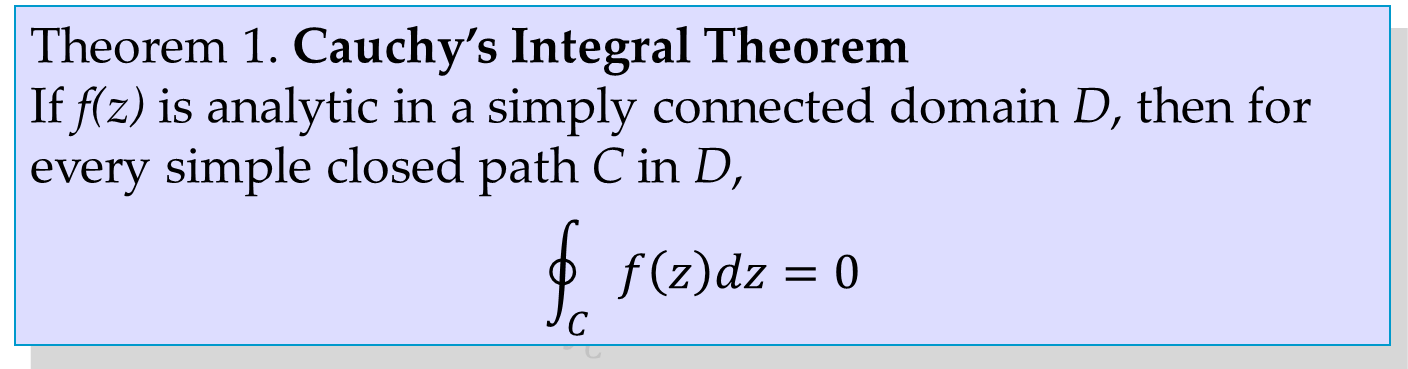 Theorem 1. Cauchy’s Integral Theorem
If f(z) is analytic in a simply connected domain D, then for
every simple closed path C in D,
∮_C f(z)dz = 0